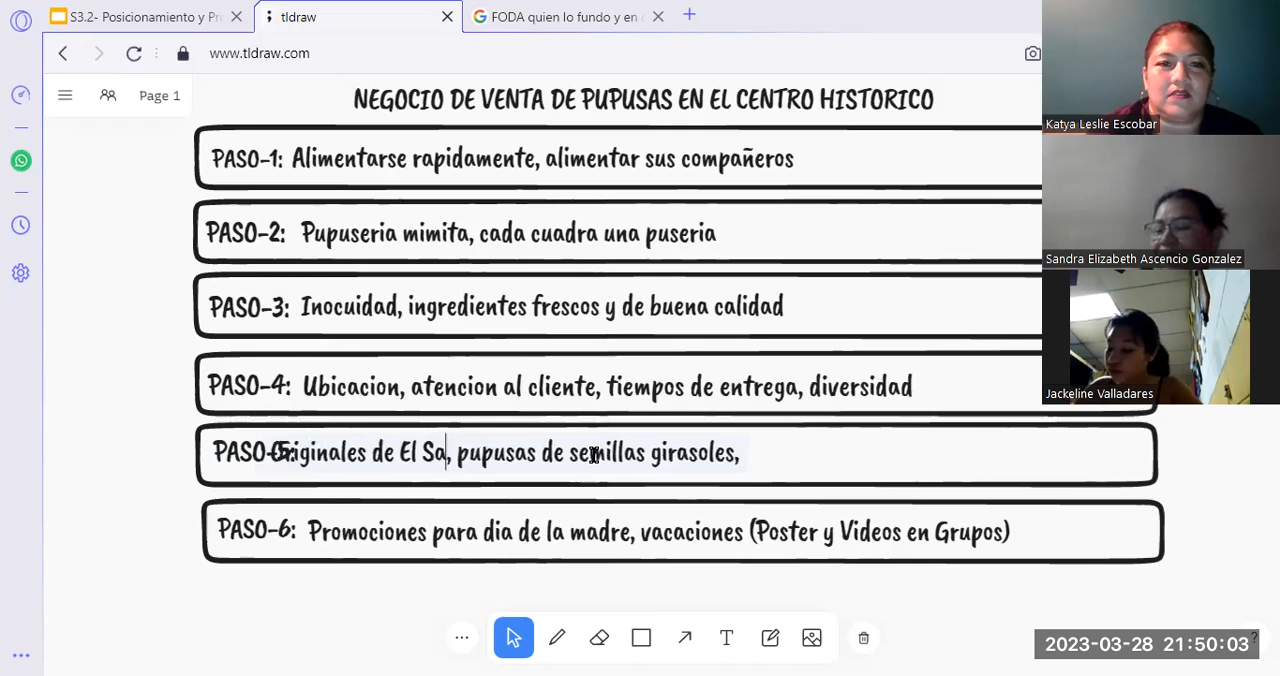 S3.2- Posicionamiento y Pr
tldraw
FODA quien lo fundo y en
www.tldraw.com
Page 1
NEGOCIO DE VENTA DE PUPUSAS EN EL CENTRO HISTORICO
PASO-1: Alimentarse rapidamente, alimentar sus compañeros
PASO-2: Pupuseria mimita, cada cuadra una puseria
PASO-3: Inocuidad, ingredientes frescos y de buena calidad
PASO-4: Ubicacion, atencion al cliente, tiempos de entrega, diversidad
PASO-5: Originales de El Sa, pupusas de semillas girasoles,
PASO-6: Promociones para dia de la madre, vacaciones (Poster y Videos en Grupos)
Katya Leslie Escobar
Sandra Elizabeth Ascencio Gonzalez
Jackeline Valladares
T
2023-03-28 21:50:03
?